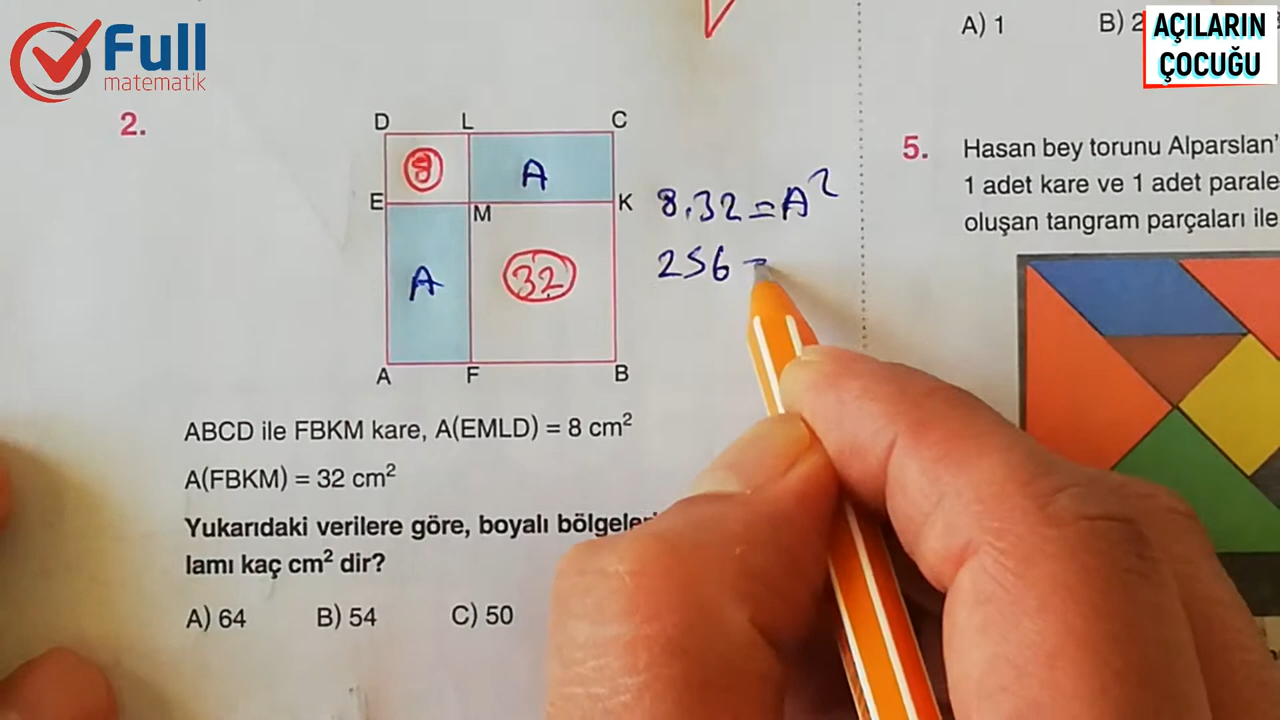 Full
matematik
AÇILARIN
ÇOCUĞU
A) 1
B) 2
2.
D
L
C
8
A
E
M
K
A
32
A
F
B
8.32=A²
256=
ABCD ile FBKM kare, A(EMLD) = 8 cm²
A(FBKM) = 32 cm²
Yukarıdaki verilere göre, boyalı
lamı kaç cm² dir?
A) 64
B) 54
C) 50
5.
Hasan bey torunu Alparslan'
1 adet kare ve 1 adet
oluşan tangram parçaları ile